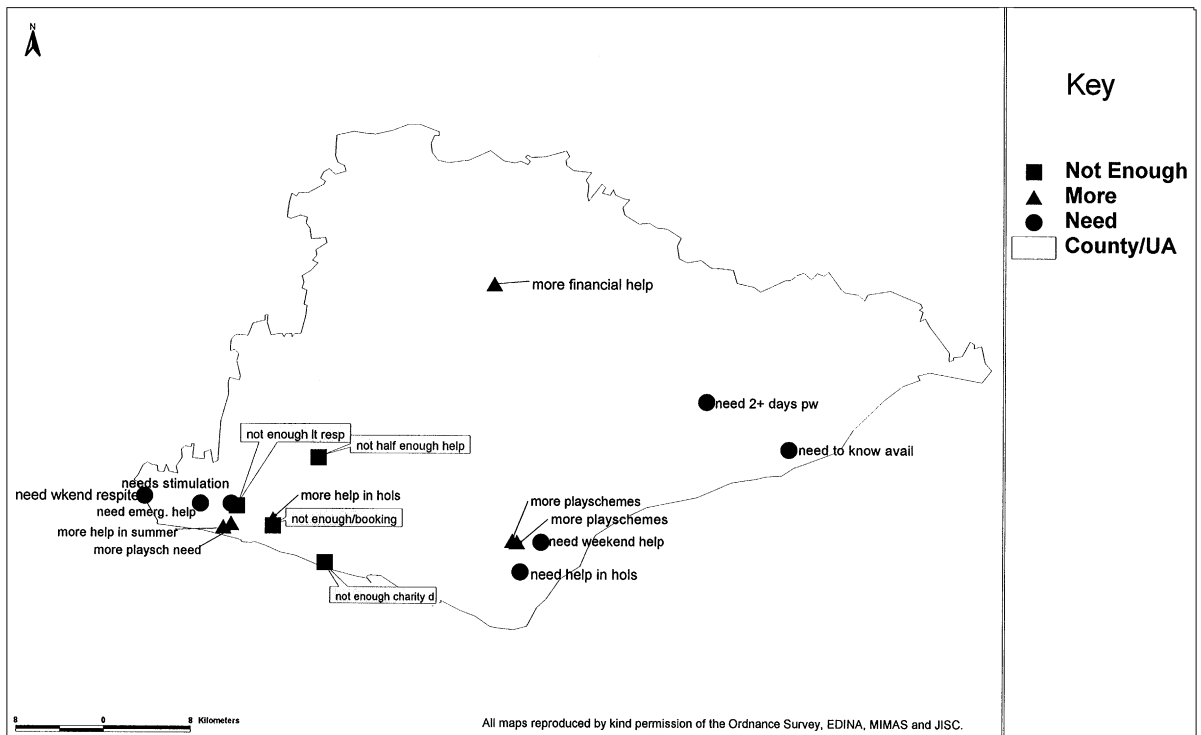 N
Key
Not Enough
More
Need
County/UA
more financial help
need 2+ days pw
not enough lt resp
not half enough help
need to know avail
needs stimulation
need wkend respite
more help in hols
more playschemes
need emerg. help
not enough/booking
more playschemes
more help in summer
need weekend help
more playsch need
need help in hols
not enough charity d
8 0 8 Kilometers
All maps reproduced by kind permission of the Ordnance Survey, EDINA, MIMAS and JISC.